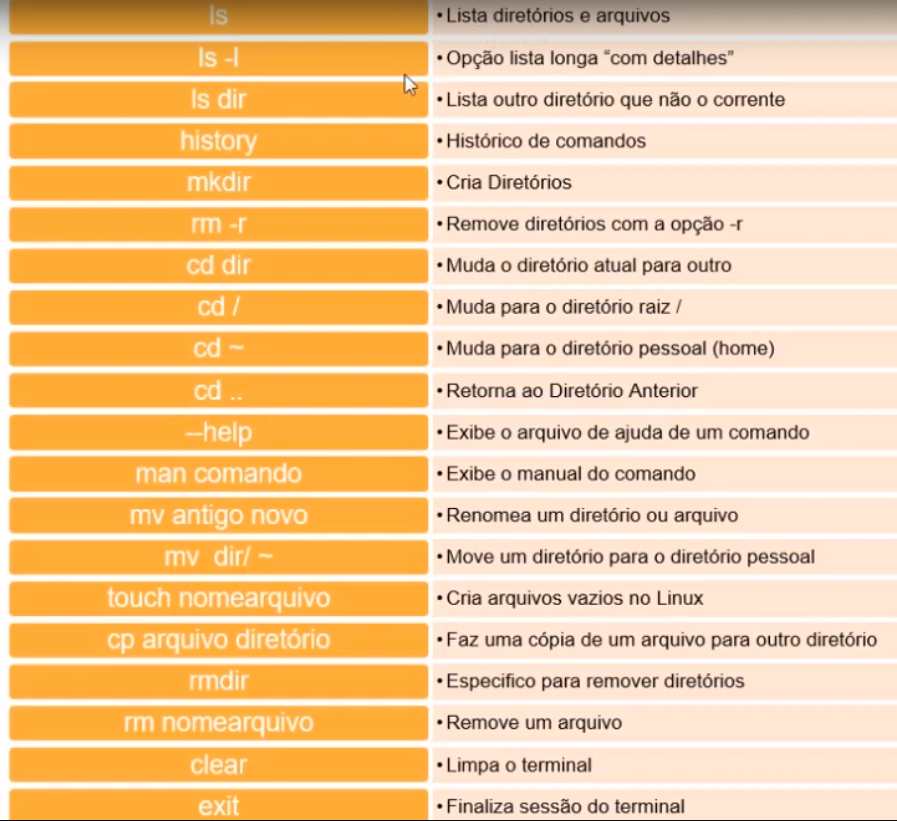 ls
• Lista diretórios e arquivos
ls -l
• Opção lista longa “com detalhes”
ls dir
• Lista outro diretório que não o corrente
history
• Histórico de comandos
mkdir
• Cria Diretórios
rm -r
• Remove diretórios com a opção -r
cd dir
• Muda o diretório atual para outro
cd /
• Muda para o diretório raiz /
cd ~
• Muda para o diretório pessoal (home)
cd ..
• Retorna ao Diretório Anterior
--help
• Exibe o arquivo de ajuda de um comando
man comando
• Exibe o manual do comando
mv antigo novo
• Renomea um diretório ou arquivo
mv dir/ ~
• Move um diretório para o diretório pessoal
touch nomearquivo
• Cria arquivos vazios no Linux
cp arquivo diretório
• Faz uma cópia de um arquivo para outro diretório
rmdir
• Especifico para remover diretórios
rm nomearquivo
• Remove um arquivo
clear
• Limpa o terminal
exit
• Finaliza sessão do terminal